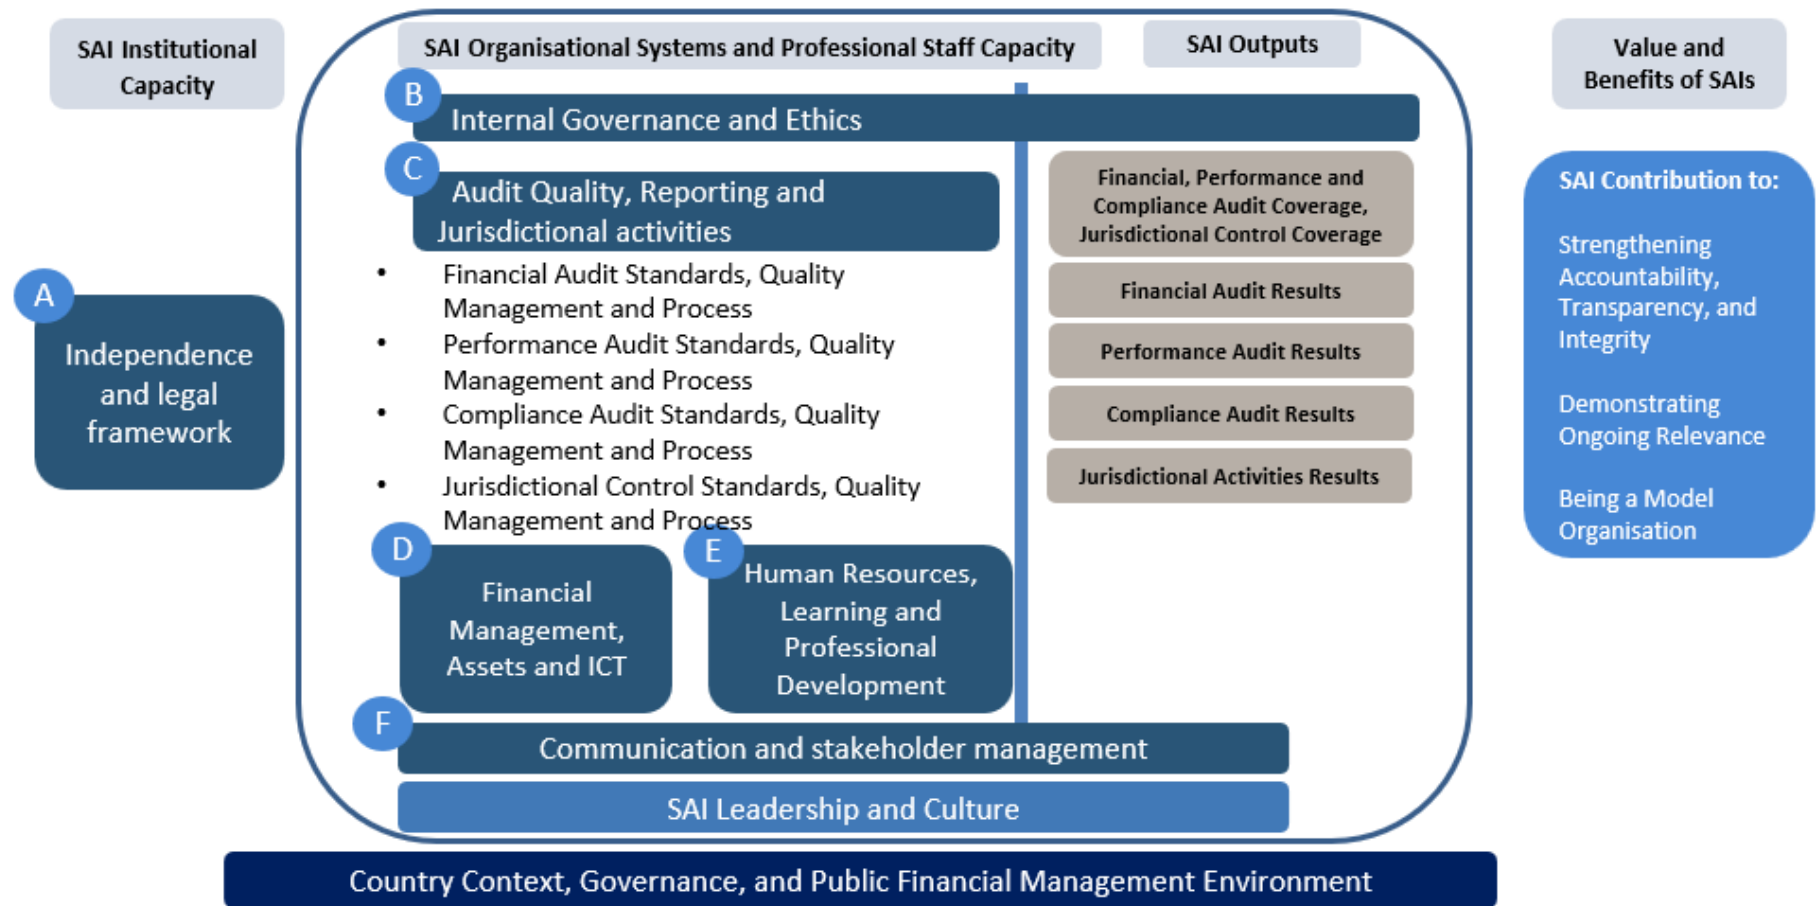 SAI Institutional
Capacity
SAI Organisational Systems and Professional Staff Capacity
SAI Outputs
Value and
Benefits of SAIs
A
Independence
and legal
framework
B
Internal Governance and Ethics
C
Audit Quality, Reporting and
Jurisdictional activities
• Financial Audit Standards, Quality
Management and Process
• Performance Audit Standards, Quality
Management and Process
• Compliance Audit Standards, Quality
Management and Process
• Jurisdictional Control Standards, Quality
Management and Process
D
Financial
Management,
Assets and ICT
E
Human Resources,
Learning and
Professional
Development
Financial, Performance and
Compliance Audit Coverage,
Jurisdictional Control Coverage
Financial Audit Results
Performance Audit Results
Compliance Audit Results
Jurisdictional Activities Results
F
Communication and stakeholder management
SAI Leadership and Culture
SAI Contribution to:
Strengthening
Accountability,
Transparency, and
Integrity
Demonstrating
Ongoing Relevance
Being a Model
Organisation
Country Context, Governance, and Public Financial Management Environment